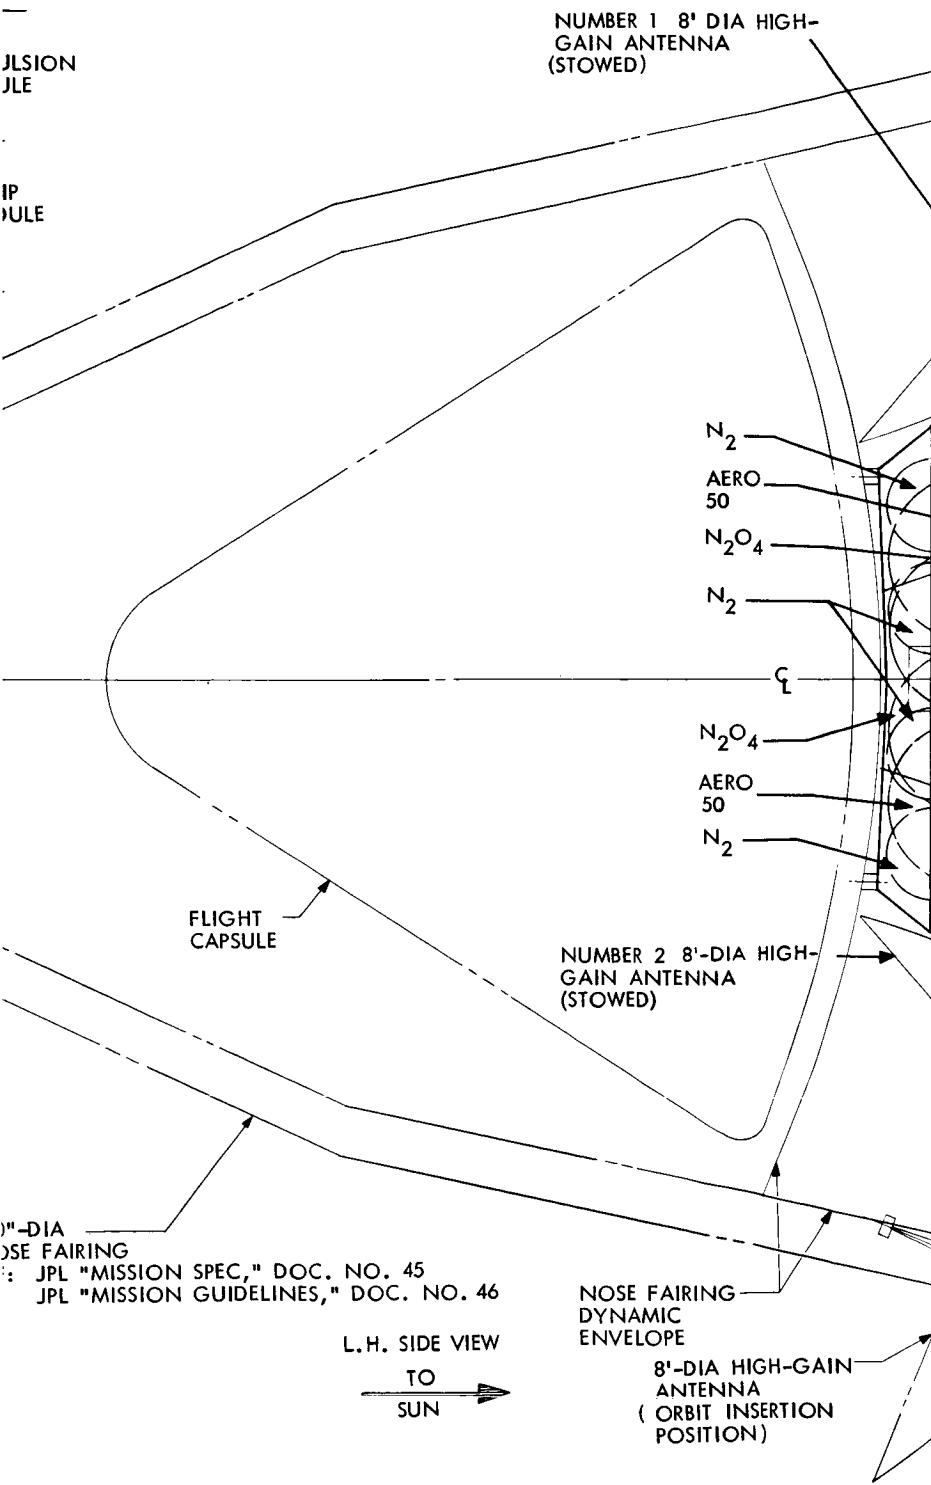 NUMBER 1 8' DIA HIGH-
GAIN ANTENNA
(STOWED)
N2
AERO
50
N2O4
N2
℄
N2O4
AERO
50
N2
FLIGHT
CAPSULE
NUMBER 2 8'-DIA HIGH-
GAIN ANTENNA
(STOWED)
"-DIA
FAIRING
: JPL "MISSION SPEC," DOC. NO. 45
JPL "MISSION GUIDELINES," DOC. NO. 46
NOSE FAIRING
DYNAMIC
ENVELOPE
L.H. SIDE VIEW
TO
SUN
8'-DIA HIGH-GAIN
ANTENNA
( ORBIT INSERTION
POSITION)